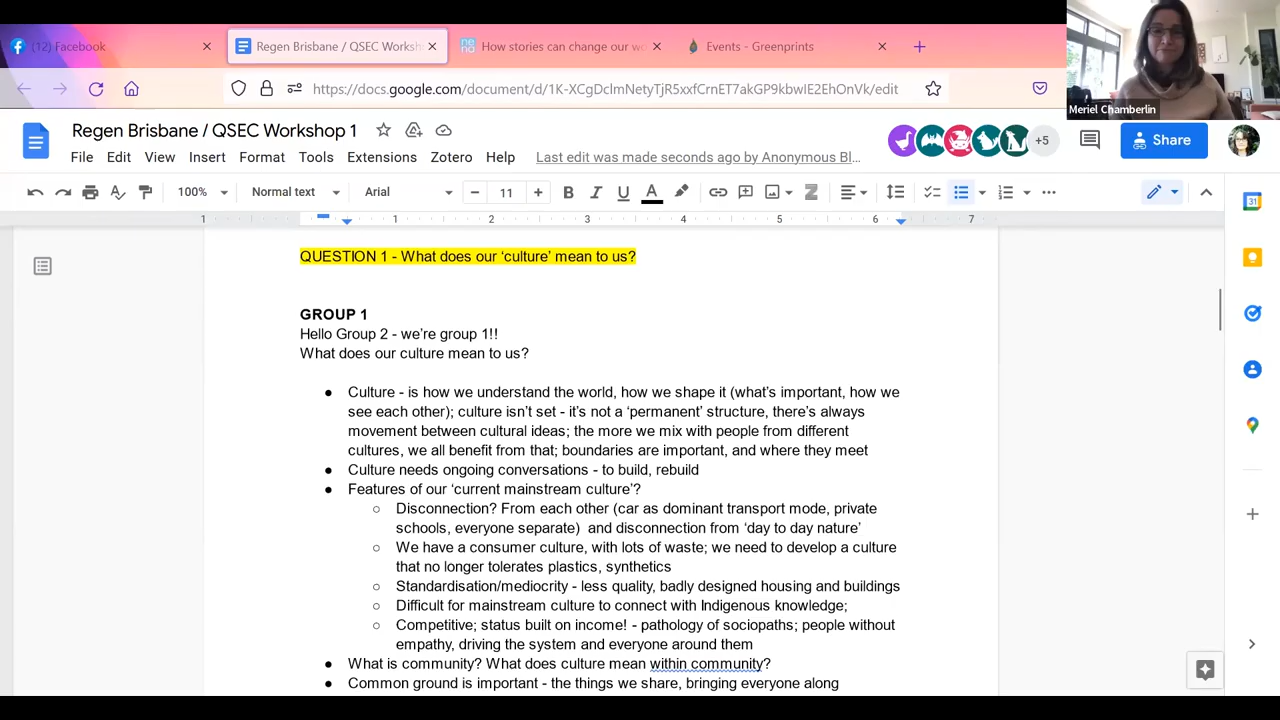 (12) Facebook
Regen Brisbane / QSEC Worksh
How stories can change our wo
Events - Greenprints
https://docs.google.com/document/d/1K-XCgDclmNetyTjR5xxfCrnET7akGP9kbwIE2EhOnVk/edit
Meriel Chamberlin
Regen Brisbane / QSEC Workshop 1
+5
Share
File Edit View Insert Format Tools Extensions Zotero Help Last edit was made seconds ago by Anonymous Bl...
100% Normal text Arial 11
1 1 2 3 4 5 6 7
31
QUESTION 1 - What does our ‘culture’ mean to us?
GROUP 1
Hello Group 2 - we’re group 1!!
What does our culture mean to us?
● Culture - is how we understand the world, how we shape it (what’s important, how we
see each other); culture isn’t set - it’s not a ‘permanent’ structure, there’s always
movement between cultural ideas; the more we mix with people from different
cultures, we all benefit from that; boundaries are important, and where they meet
● Culture needs ongoing conversations - to build, rebuild
● Features of our ‘current mainstream culture’?
○ Disconnection? From each other (car as dominant transport mode, private
schools, everyone separate) and disconnection from ‘day to day nature’
○ We have a consumer culture, with lots of waste; we need to develop a culture
that no longer tolerates plastics, synthetics
○ Standardisation/mediocrity - less quality, badly designed housing and buildings
○ Difficult for mainstream culture to connect with Indigenous knowledge;
○ Competitive; status built on income! - pathology of sociopaths; people without
empathy, driving the system and everyone around them
● What is community? What does culture mean within community?
● Common ground is important - the things we share, bringing everyone along